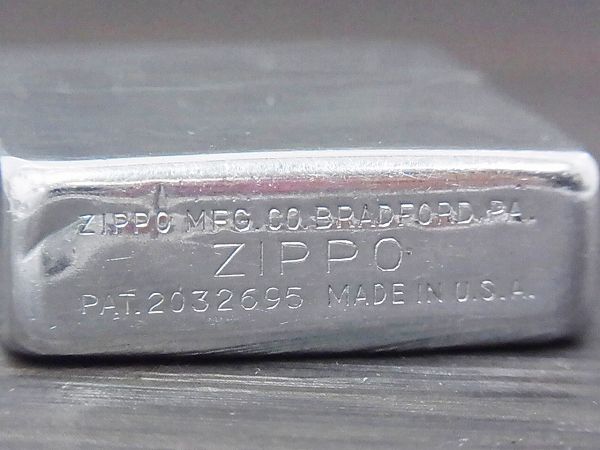 ZIPPO MFG. CO. BRADFORD, PA.
ZIPPO
PAT. 2032695 MADE IN U.S.A.